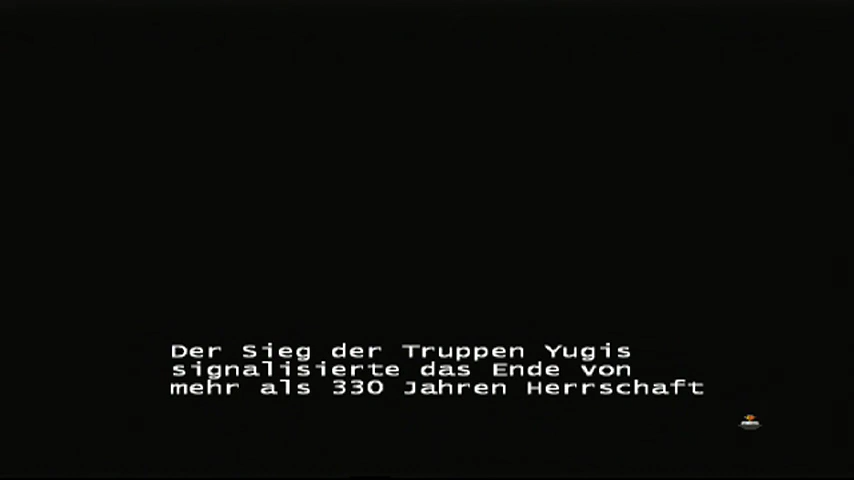 Der Sieg der Truppen Yugis
signalisierte das Ende von
mehr als 330 Jahren Herrschaft